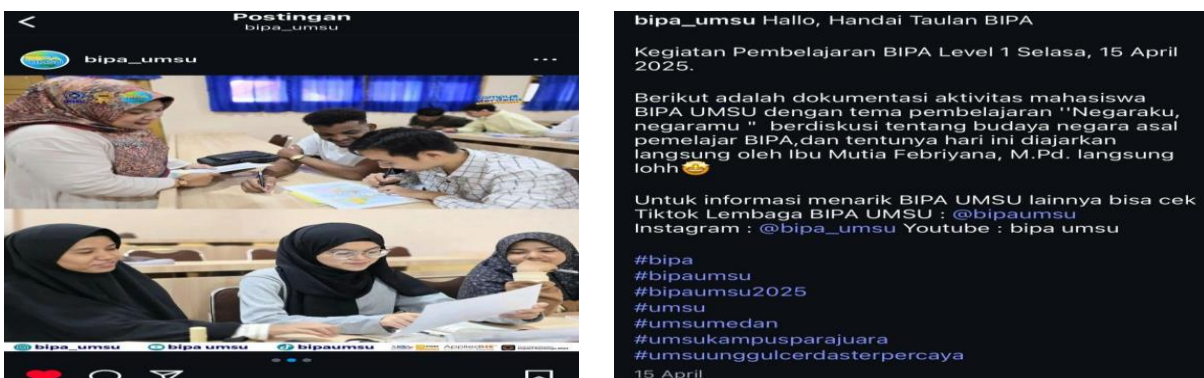 Postingan
bipa_umsu
bipa_umsu
bipa_umsu
bipa umsu
bipaumsu
bipa_umsu Hallo, Handai Taulan BIPA
Kegiatan Pembelajaran BIPA Level 1 Selasa, 15 April
2025.
Berikut adalah dokumentasi aktivitas mahasiswa
BIPA UMSU dengan tema pembelajaran ''Negaraku,
negaramu " berdiskusi tentang budaya negara asal
pemelajar BIPA,dan tentunya hari ini diajarkan
langsung oleh Ibu Mutia Febriyana, M.Pd. langsung
lohh🤩
Untuk informasi menarik BIPA UMSU lainnya bisa cek
Tiktok Lembaga BIPA UMSU : @bipaumsu
Instagram : @bipa_umsu Youtube : bipa umsu
#bipa
#bipaumsu
#bipaumsu2025
#umsu
#umsumedan
#umsukampusparajuara
#umsuunggulcerdasterpercaya
15 April